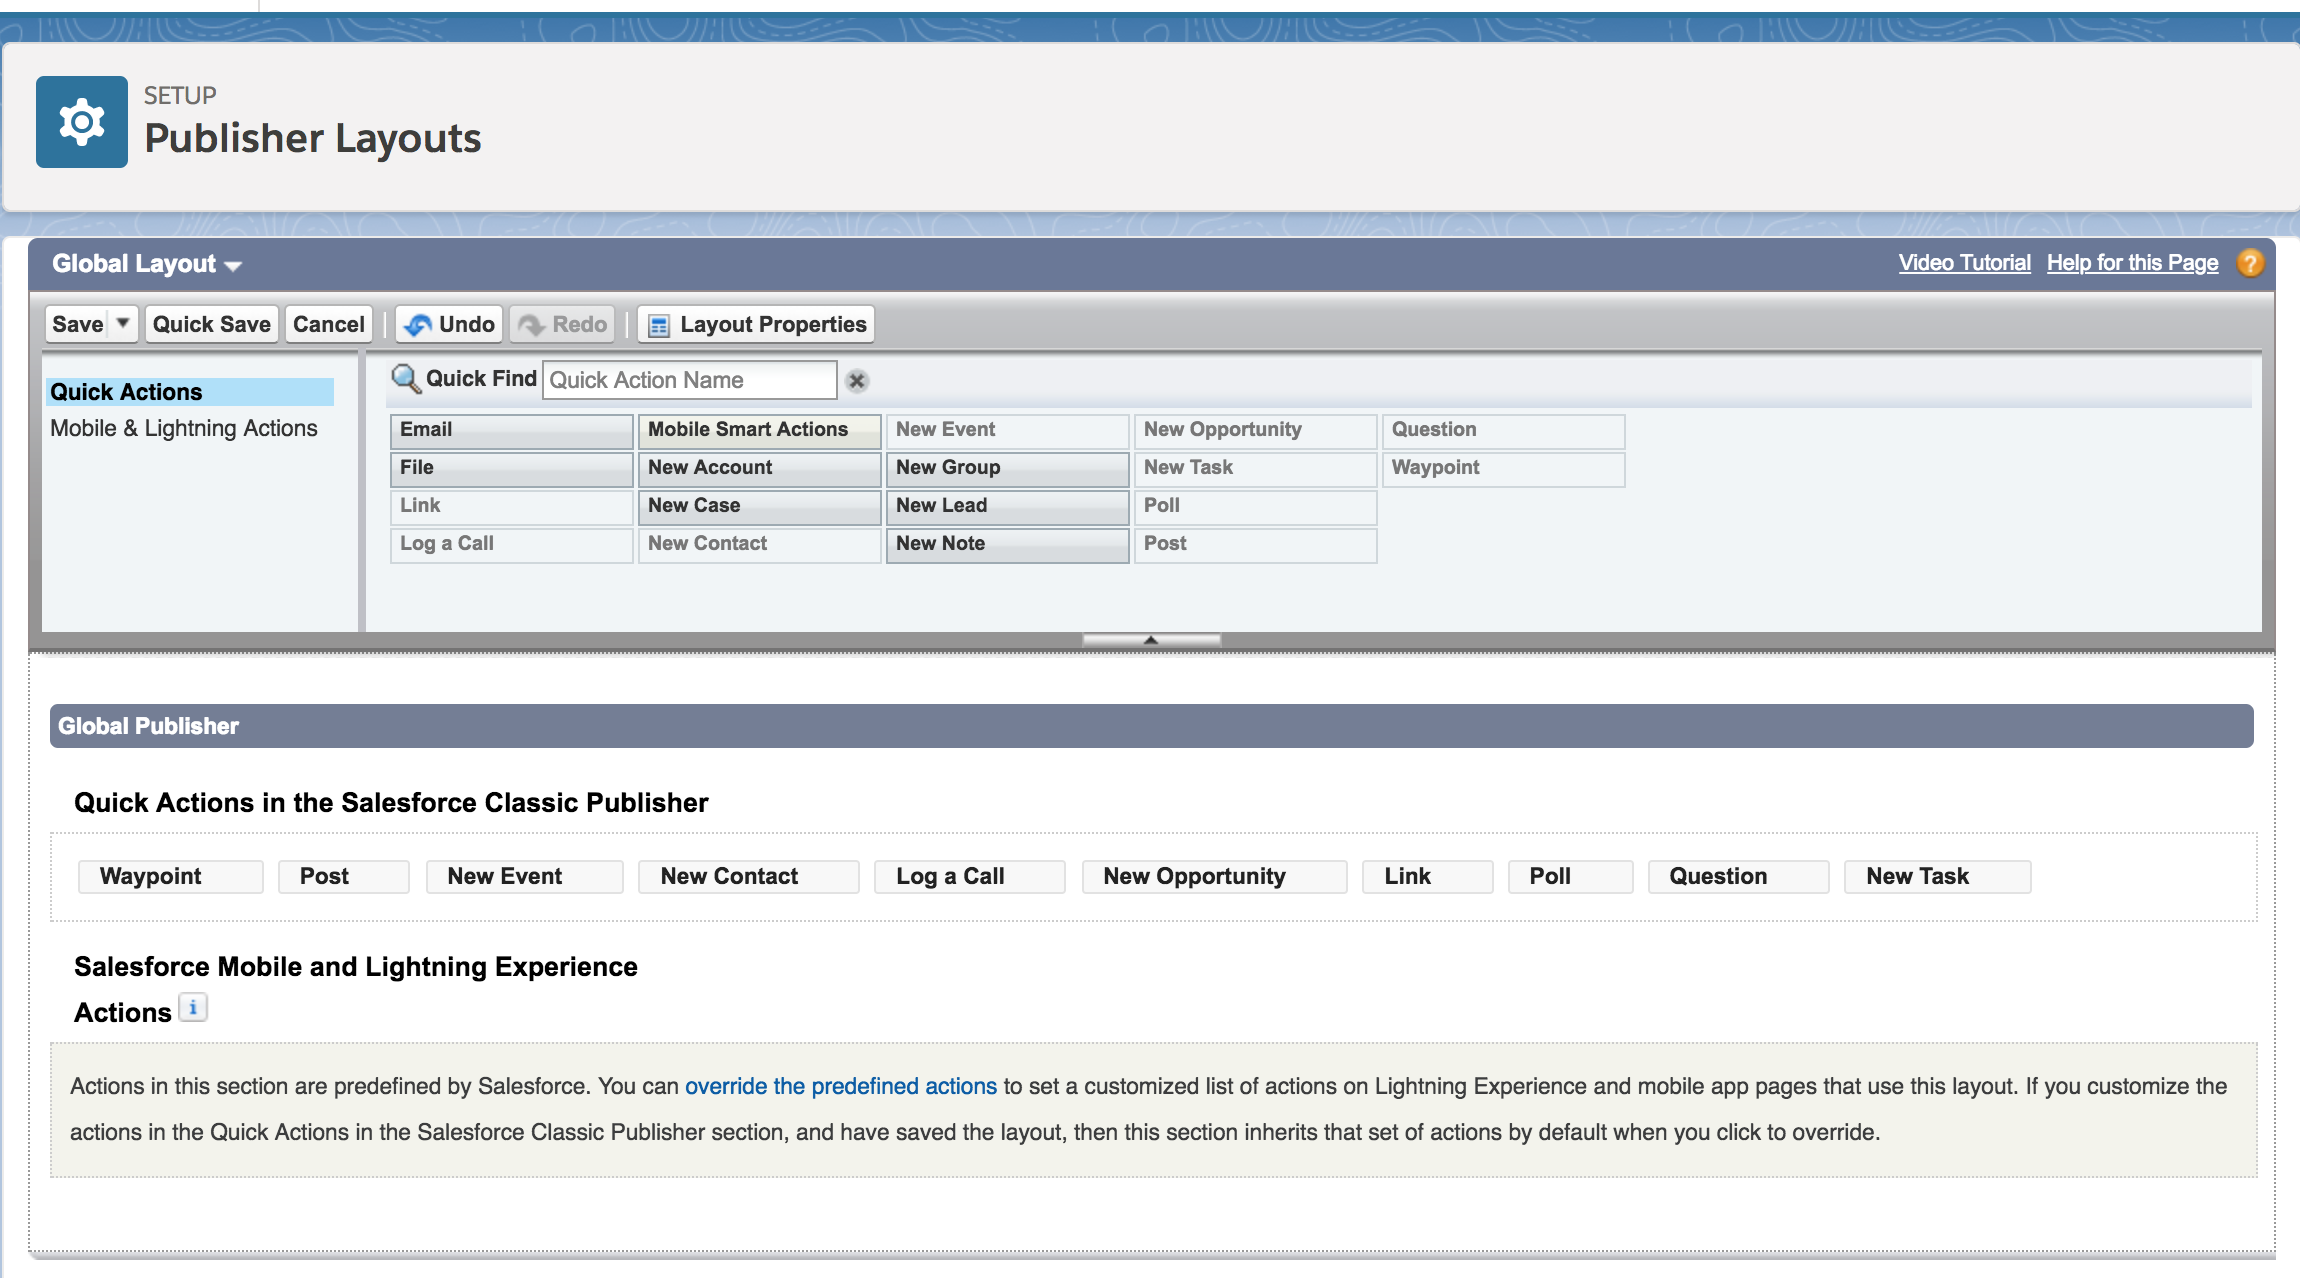 SETUP
Publisher Layouts
Global Layout
Video Tutorial Help for this Page ?
Save Quick Save Cancel Undo Redo Layout Properties
Quick Actions
Mobile & Lightning Actions
Quick Find Quick Action Name
Email Mobile Smart Actions New Event New Opportunity Question
File New Account New Group New Task Waypoint
Link New Case New Lead Poll
Log a Call New Contact New Note Post
Global Publisher
Quick Actions in the Salesforce Classic Publisher
Waypoint Post New Event New Contact Log a Call New Opportunity Link Poll Question New Task
Salesforce Mobile and Lightning Experience
Actions i
Actions in this section are predefined by Salesforce. You can override the predefined actions to set a customized list of actions on Lightning Experience and mobile app pages that use this layout. If you customize the
actions in the Quick Actions in the Salesforce Classic Publisher section, and have saved the layout, then this section inherits that set of actions by default when you click to override.